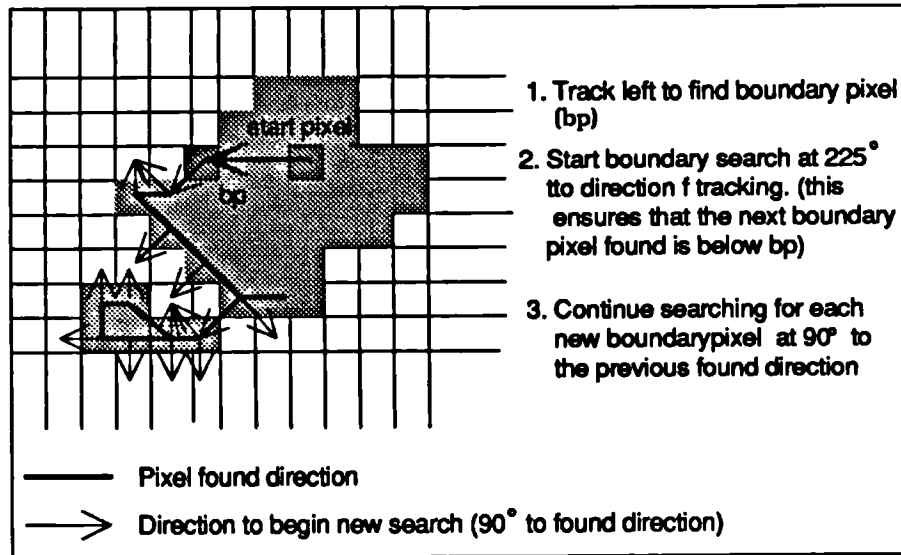 start pixel
bp
1. Track left to find boundary pixel
(bp)
2. Start boundary search at 225°
tto direction f tracking. (this
ensures that the next boundary
pixel found is below bp)
3. Continue searching for each
new boundarypixel at 90° to
the previous found direction
Pixel found direction
Direction to begin new search (90° to found direction)